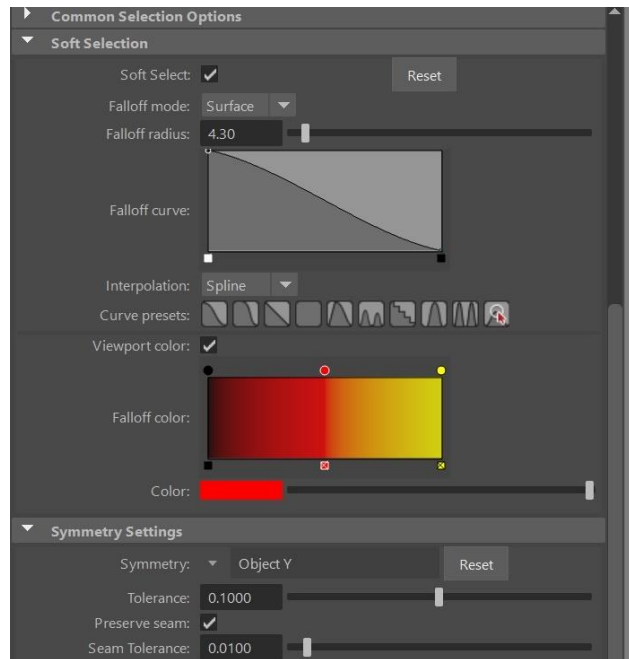 Common Selection Options
Soft Selection
Soft Select:
Reset
Falloff mode: Surface
Falloff radius: 4.30
Falloff curve:
Interpolation: Spline
Curve presets:
Viewport color:
Falloff color:
Color:
Symmetry Settings
Symmetry: Object Y Reset
Tolerance: 0.1000
Preserve seam:
Seam Tolerance: 0.0100